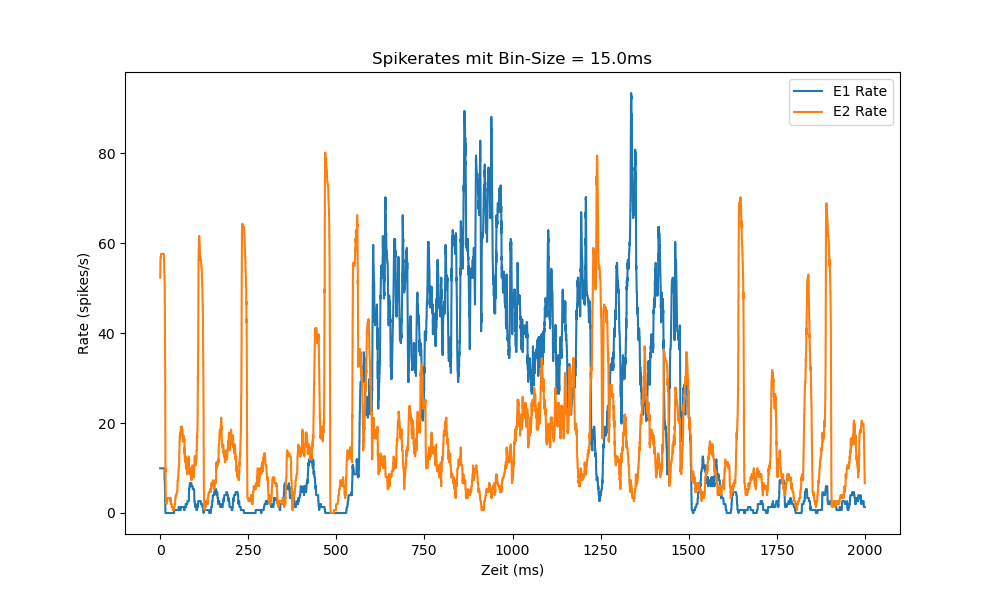 Spikerates mit Bin-Size = 15.0ms
E1 Rate
E2 Rate
Rate (spikes/s)
80
60
40
20
0
0 250 500 750 1000 1250 1500 1750 2000
Zeit (ms)